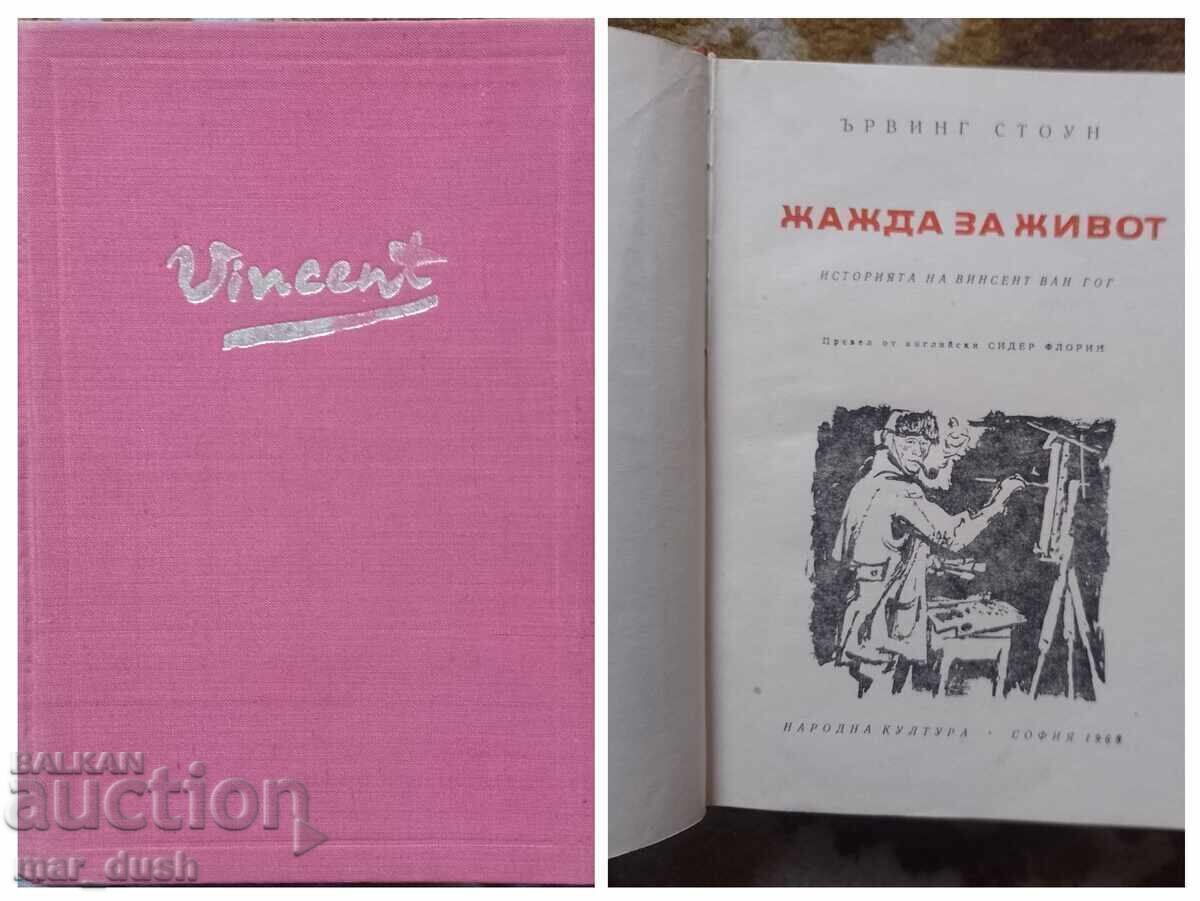 Vincent
ЪРВИНГ СТОУН
ЖАЖДА ЗА ЖИВОТ
ИСТОРИЯТА НА ВИНСЕНТ ВАН ГОГ
Превел от английски СИДЕР ФЛОРИН
НАРОДНА КУЛТУРА · СОФИЯ 1968
BALKAN
auction
mar_dush